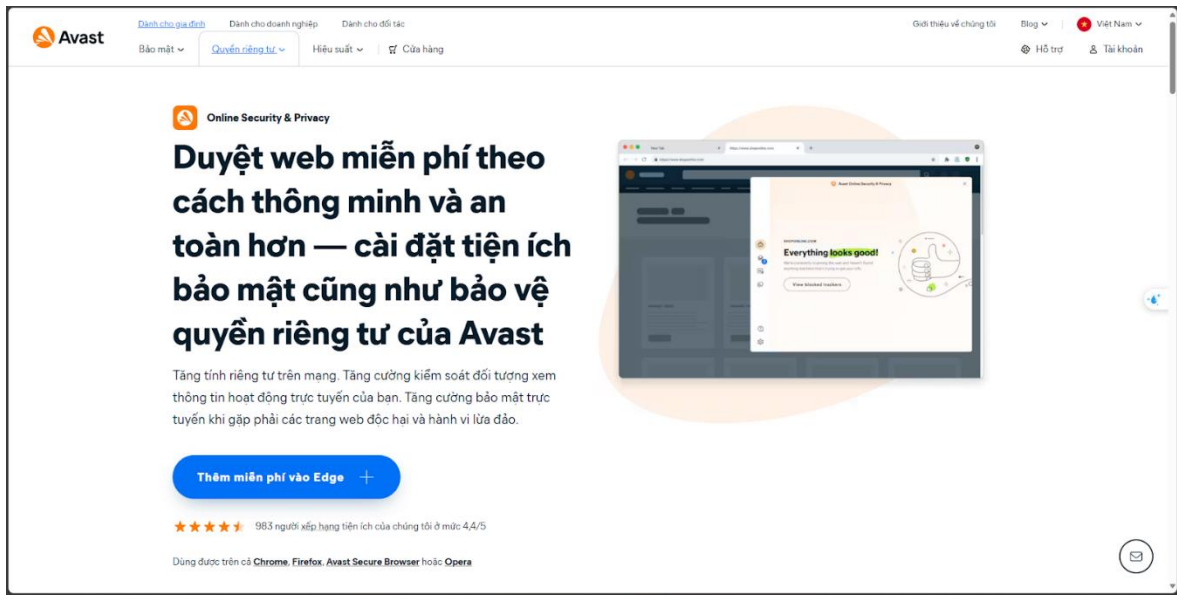 Avast
Dành cho gia đình
Dành cho doanh nghiệp
Dành cho đối tác
Giới thiệu về chúng tôi
Blog
Việt Nam
Bảo mật
Quyền riêng tư
Hiệu suất
Cửa hàng
Hỗ trợ
Tài khoản
Online Security & Privacy
Duyệt web miễn phí theo
cách thông minh và an
toàn hơn — cài đặt tiện ích
bảo mật cũng như bảo vệ
quyền riêng tư của Avast
Tăng tính riêng tư trên mạng. Tăng cường kiểm soát đối tượng xem
thông tin hoạt động trực tuyến của bạn. Tăng cường bảo mật trực
tuyến khi gặp phải các trang web độc hại và hành vi lừa đảo.
Thêm miễn phí vào Edge
983 người xếp hạng tiện ích của chúng tôi ở mức 4,4/5
Dùng được trên cả Chrome, Firefox, Avast Secure Browser hoặc Opera
New Tab
Avast Online Security & Privacy
Everything looks good!
View blocked trackers